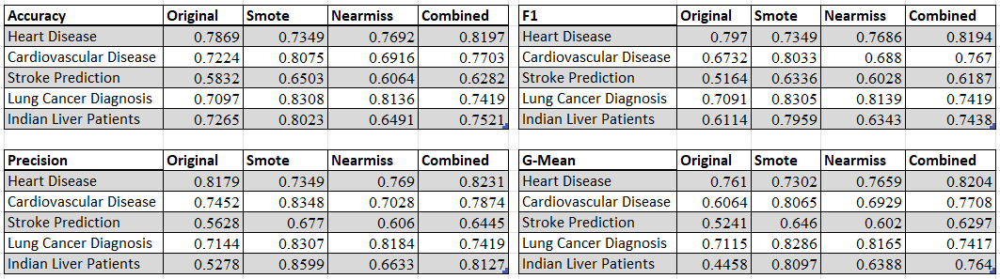 Accuracy Original Smote Nearmiss Combined
Heart Disease 0.7869 0.7349 0.7692 0.8197
Cardiovascular Disease 0.7224 0.8075 0.6916 0.7703
Stroke Prediction 0.5832 0.6503 0.6064 0.6282
Lung Cancer Diagnosis 0.7097 0.8308 0.8136 0.7419
Indian Liver Patients 0.7265 0.8023 0.6491 0.7521
F1 Original Smote Nearmiss Combined
Heart Disease 0.797 0.7349 0.7686 0.8194
Cardiovascular Disease 0.6732 0.8033 0.688 0.767
Stroke Prediction 0.5164 0.6336 0.6028 0.6187
Lung Cancer Diagnosis 0.7091 0.8305 0.8139 0.7419
Indian Liver Patients 0.6114 0.7959 0.6343 0.7438
Precision Original Smote Nearmiss Combined
Heart Disease 0.8179 0.7349 0.769 0.8231
Cardiovascular Disease 0.7452 0.8348 0.7028 0.7874
Stroke Prediction 0.5628 0.677 0.606 0.6445
Lung Cancer Diagnosis 0.7144 0.8307 0.8184 0.7419
Indian Liver Patients 0.5278 0.8599 0.6633 0.8127
G-Mean Original Smote Nearmiss Combined
Heart Disease 0.761 0.7302 0.7659 0.8204
Cardiovascular Disease 0.6064 0.8065 0.6929 0.7708
Stroke Prediction 0.5241 0.646 0.602 0.6297
Lung Cancer Diagnosis 0.7115 0.8286 0.8165 0.7417
Indian Liver Patients 0.4458 0.8097 0.6388 0.764